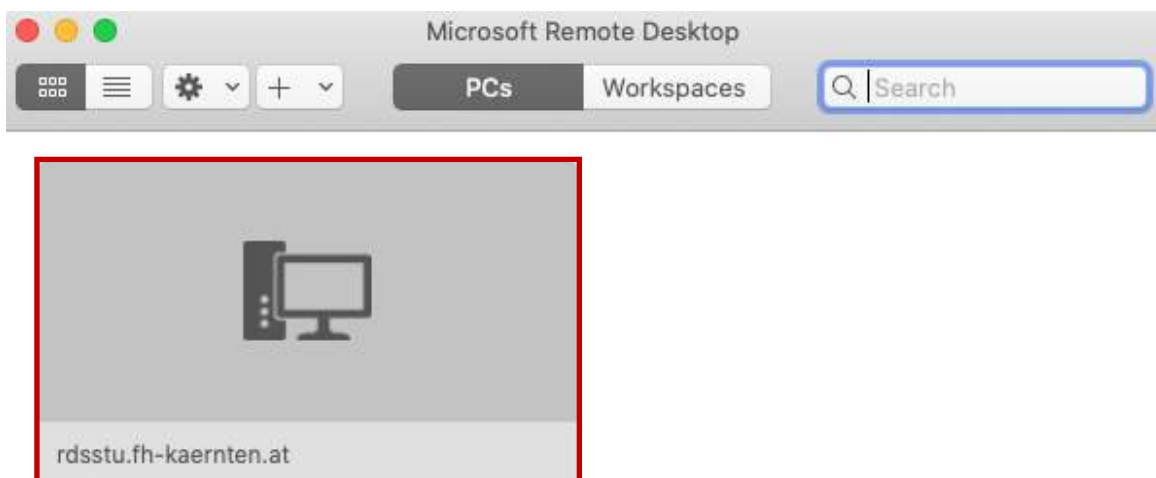 Microsoft Remote Desktop
PCs Workspaces Search
rdsstu.fh-kaernten.at